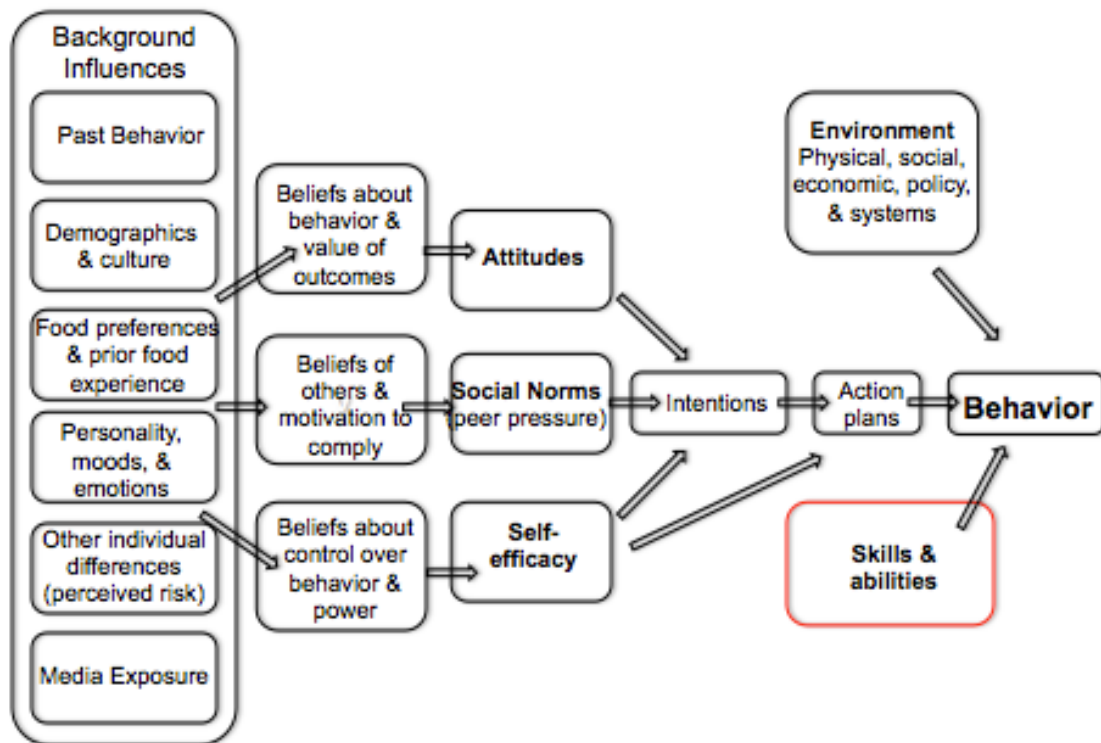 Background
Influences
Past Behavior
Demographics
& culture
Food preferences
& prior food
experience
Personality,
moods, &
emotions
Other individual
differences
(perceived risk)
Media Exposure
Beliefs about
behavior &
value of
outcomes
Beliefs of
others &
motivation to
comply
Beliefs about
control over
behavior &
power
Attitudes
Social Norms
(peer pressure)
Self-
efficacy
Intentions
Action
plans
Environment
Physical, social,
economic, policy,
& systems
Behavior
Skills &
abilities